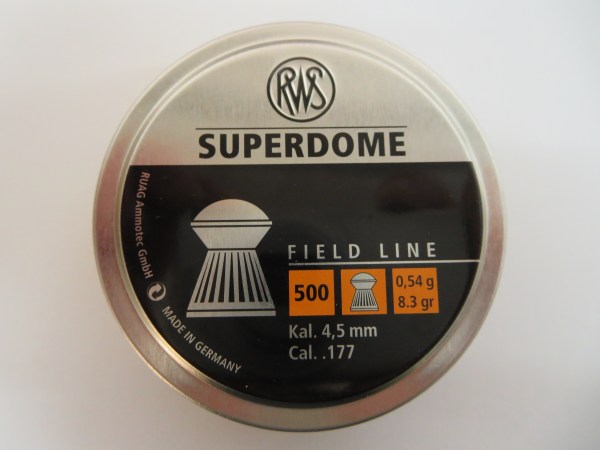 RWS
SUPERDOME
FIELD LINE
500
0,54 g
8.3 gr
Kal. 4,5 mm
Cal. .177
RUAG Ammotec GmbH
MADE IN GERMANY